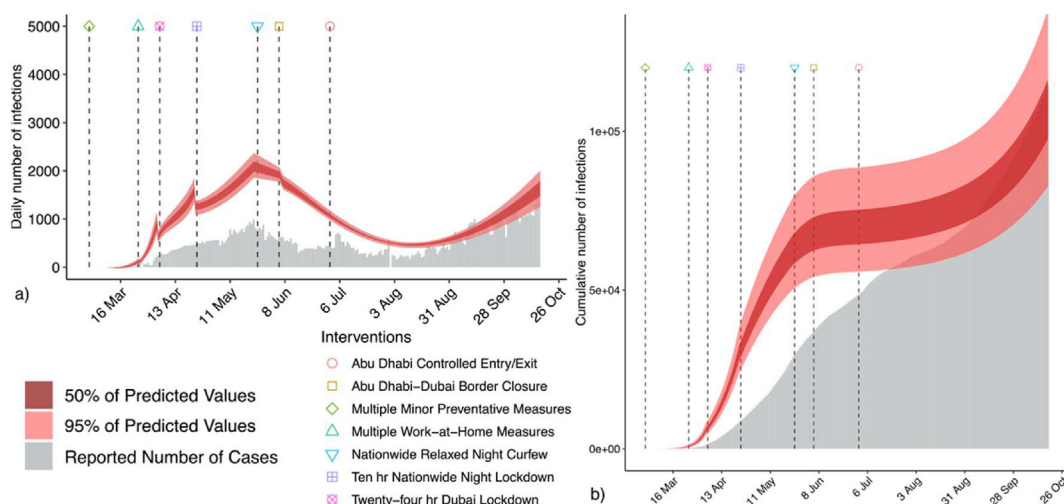 5000
4000
3000
2000
1000
0
Daily number of infections
a)
16 Mar
13 Apr
11 May
8 Jun
6 Jul
3 Aug
31 Aug
28 Sep
26 Oct
Interventions
Abu Dhabi Controlled Entry/Exit
Abu Dhabi-Dubai Border Closure
Multiple Minor Preventative Measures
Multiple Work-at-Home Measures
Nationwide Relaxed Night Curfew
Ten hr Nationwide Night Lockdown
Twenty-four hr Dubai Lockdown
50% of Predicted Values
95% of Predicted Values
Reported Number of Cases
1e+05
5e+04
0e+00
Cumulative number of infections
b)
16 Mar
13 Apr
11 May
8 Jun
6 Jul
3 Aug
31 Aug
28 Sep
26 Oct